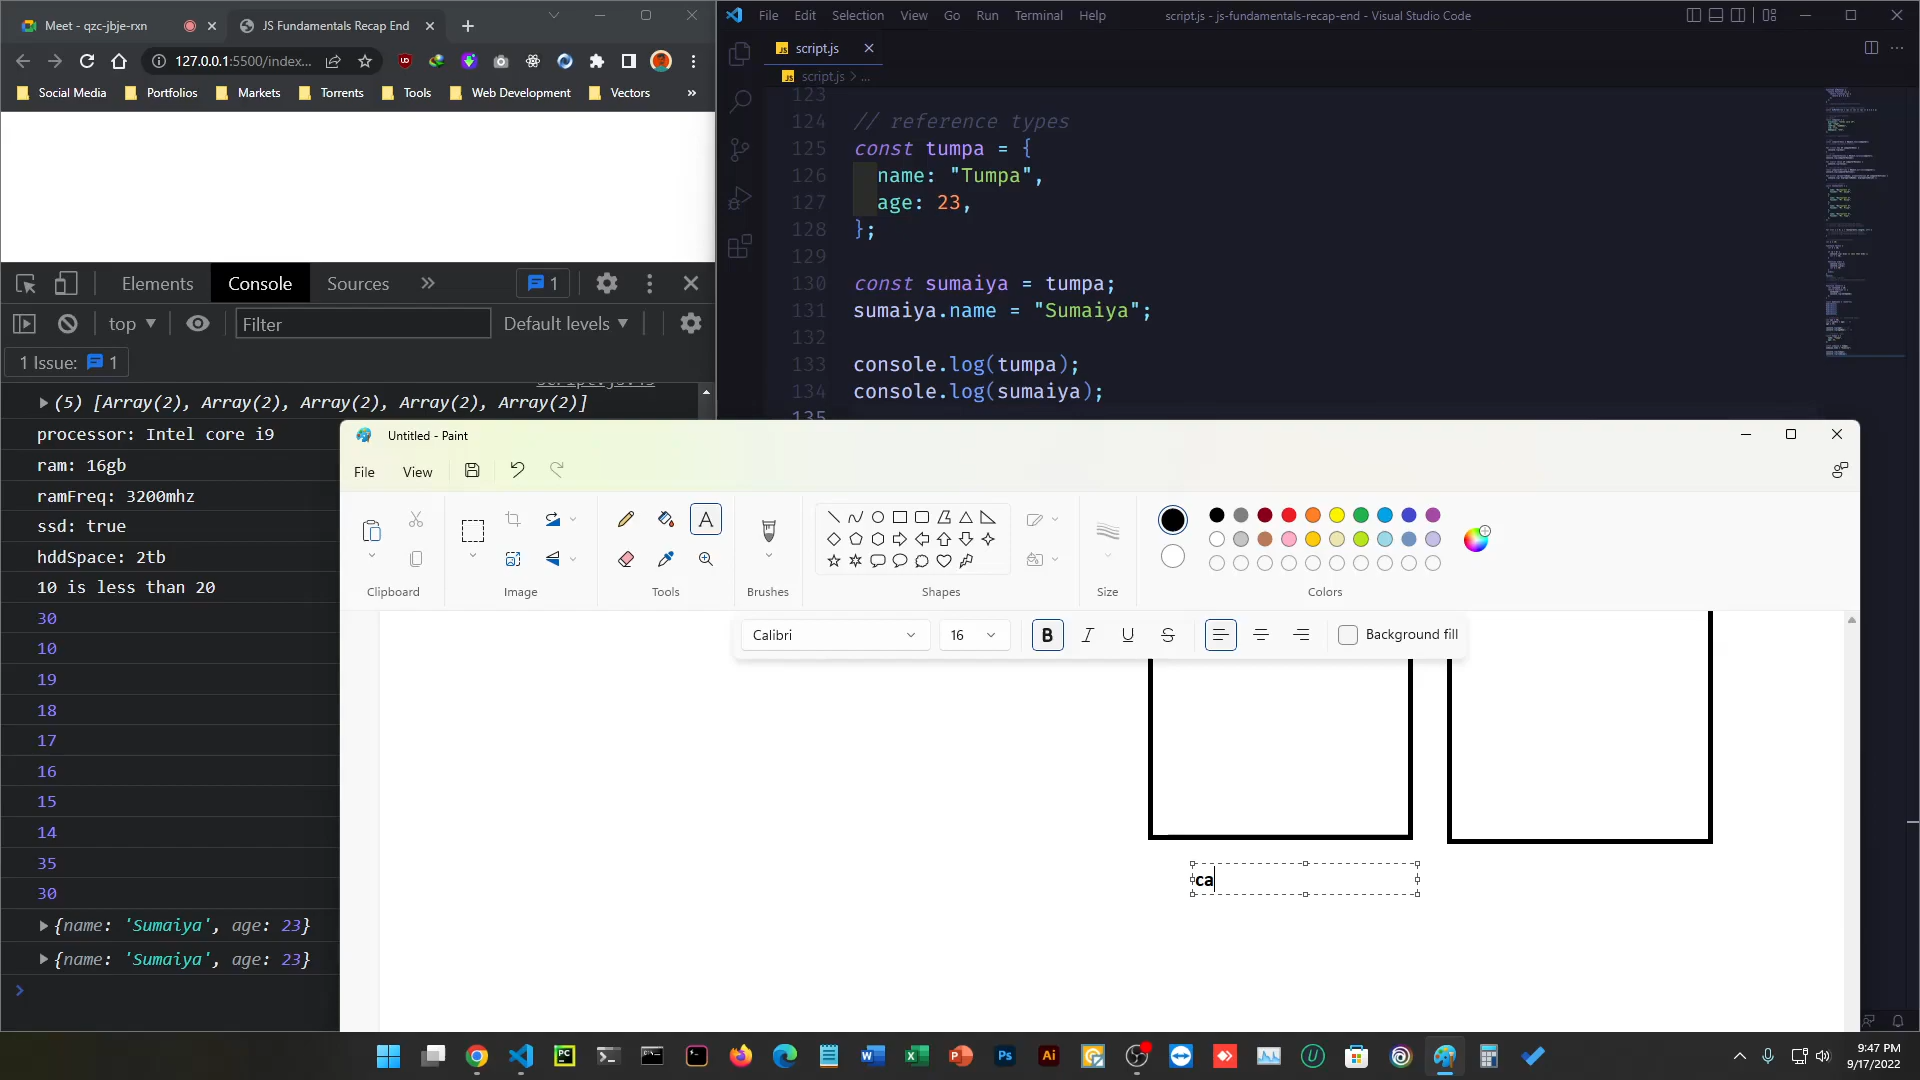 Meet - qzc-jbje-rxn
JS Fundamentals Recap End
127.0.0.1:5500/index...
Social Media
Portfolios
Markets
Torrents
Tools
Web Development
Vectors
»
Elements
Console
Sources
»
1
top
Filter
Default levels
1 Issue: 1
(5) [Array(2), Array(2), Array(2), Array(2), Array(2)]
processor: Intel core i9
ram: 16gb
ramFreq: 3200mhz
ssd: true
hddSpace: 2tb
10 is less than 20
30
10
19
18
17
16
15
14
35
30
{name: 'Sumaiya', age: 23}
{name: 'Sumaiya', age: 23}
File Edit Selection View Go Run Terminal Help
script.js - js-fundamentals-recap-end - Visual Studio Code
JS script.js
JS script.js > ...
123
124 // reference types
125 const tumpa = {
126 name: "Tumpa",
127 age: 23,
128 };
129
130 const sumaiya = tumpa;
131 sumaiya.name = "Sumaiya";
132
133 console.log(tumpa);
134 console.log(sumaiya);
135
Untitled - Paint
File View
A
Clipboard
Image
Tools
Brushes
Shapes
Size
Colors
Calibri
16
B I U S
Background fill
ca
9:47 PM
9/17/2022